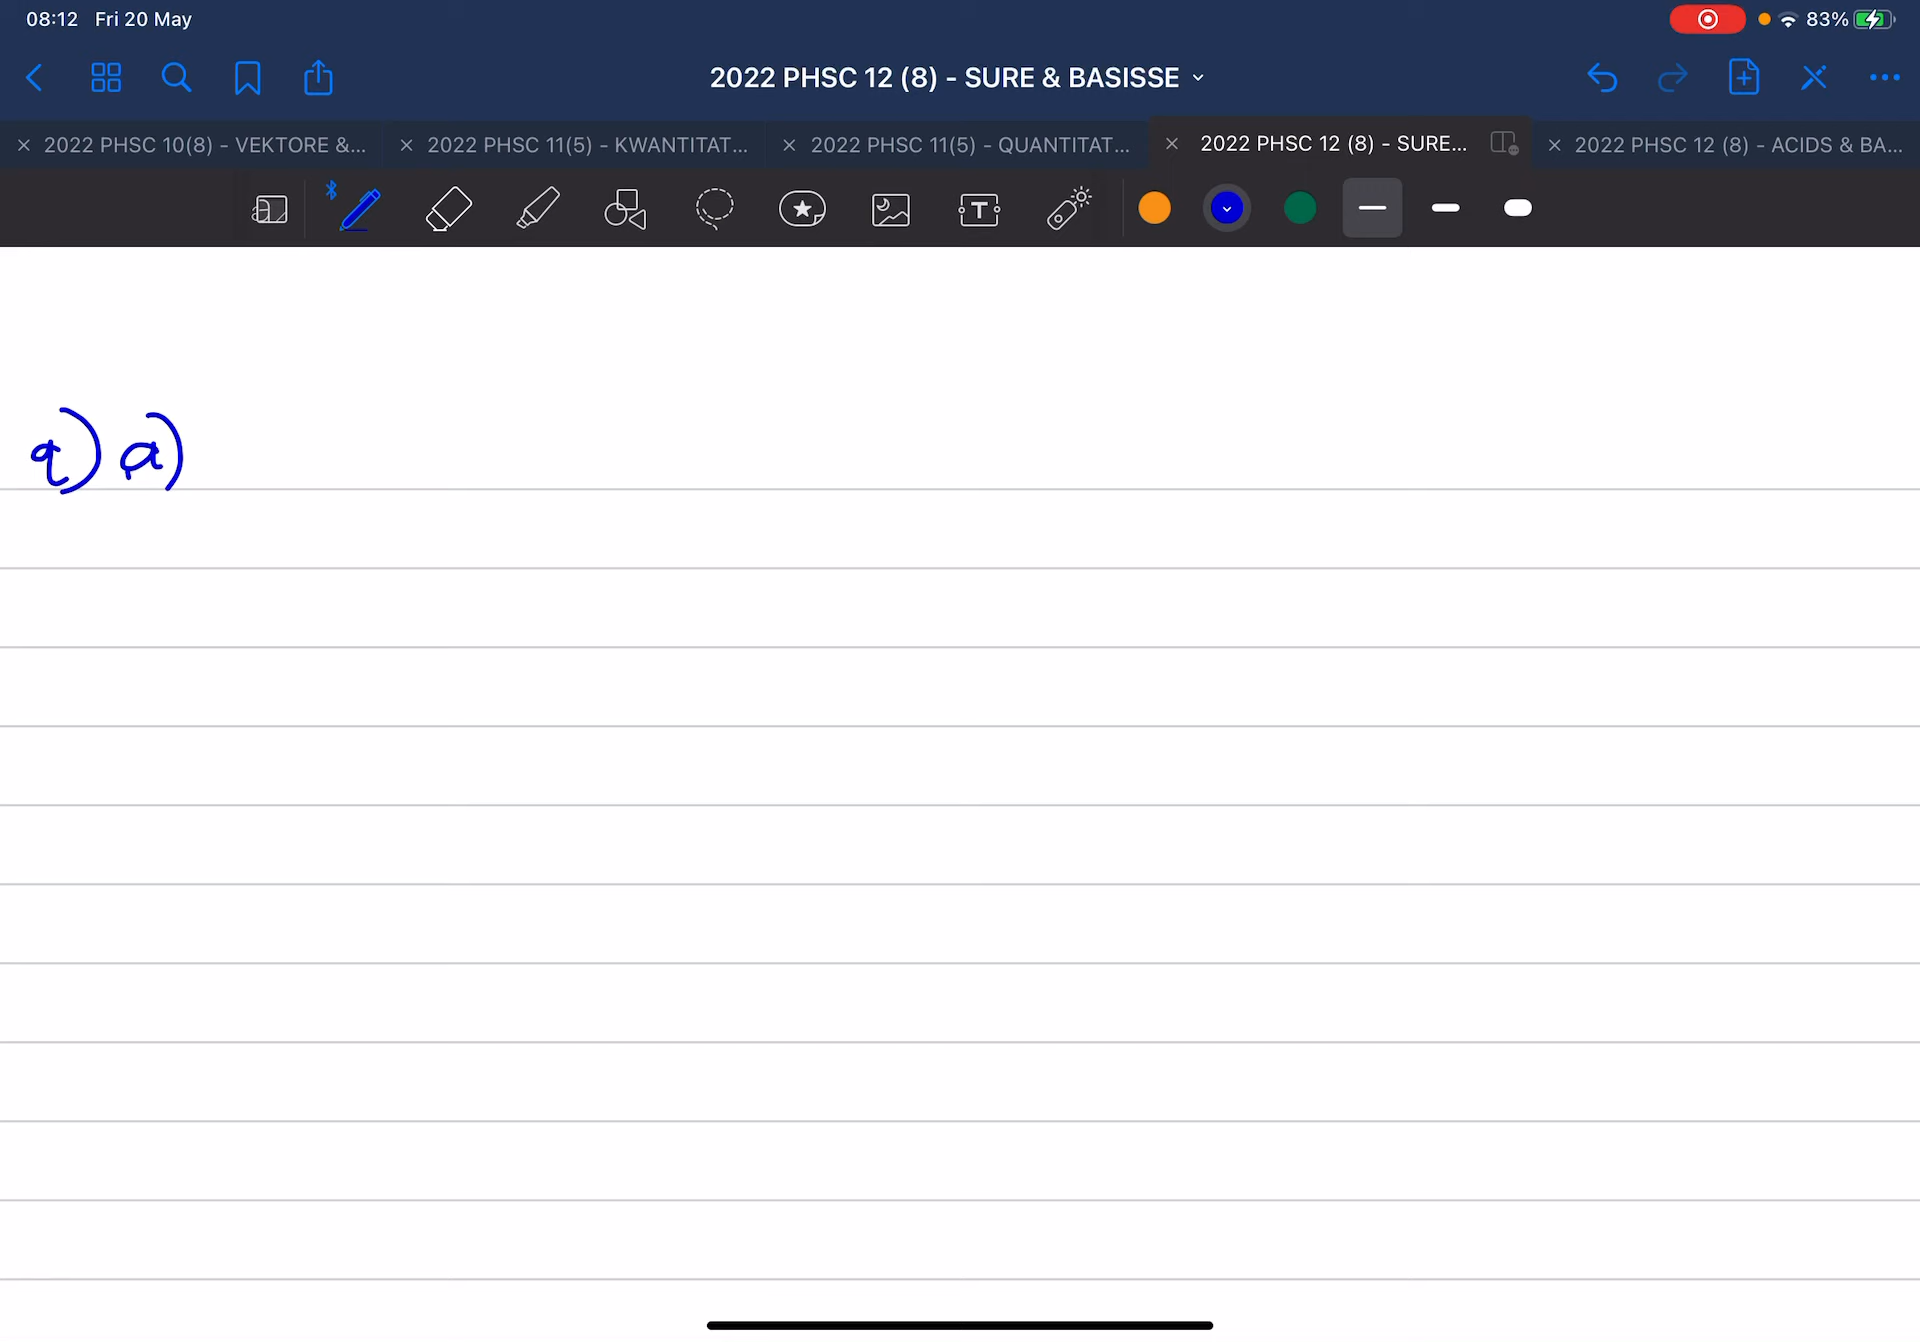 08:12 Fri 20 May 83%
2022 PHSC 12 (8) - SURE & BASISSE
2022 PHSC 10(8) - VEKTORE &... 2022 PHSC 11(5) - KWANTITAT... 2022 PHSC 11(5) - QUANTITAT... 2022 PHSC 12 (8) - SURE... 2022 PHSC 12 (8) - ACIDS & BA...
9) a)